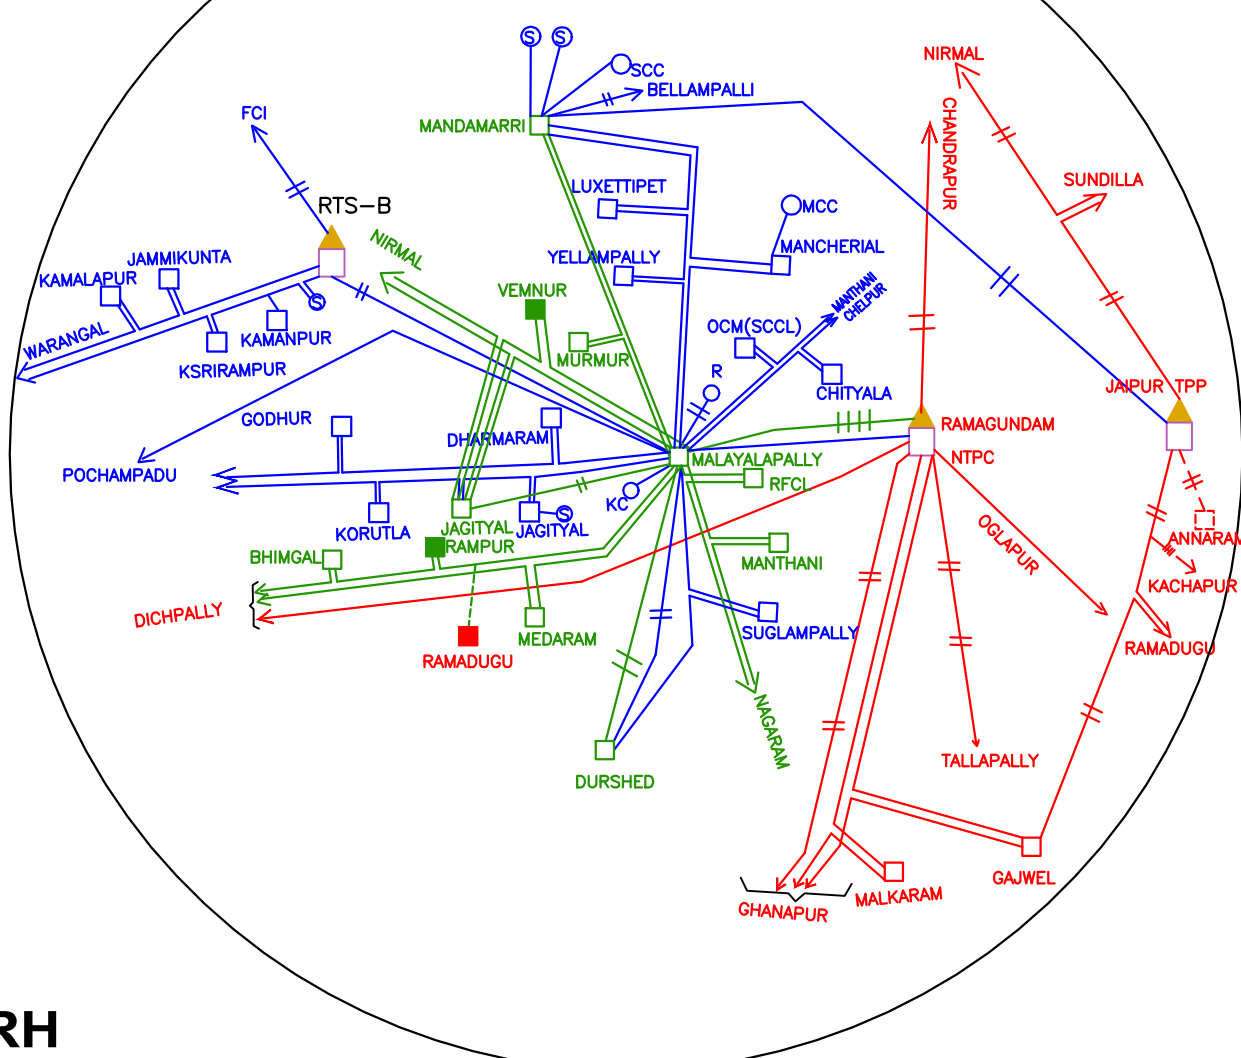 NIRMAL
SCC
BELLAMPALLI
FCI
MANDAMARRI
CHANDRAPUR
SUNDILLA
LUXETTIPET
RTS-B
MCC
NIRMAL
MANCHERIAL
JAMMIKUNTA
YELLAMPALLY
KAMALAPUR
VEMNUR
MANTHANI
CHELPUR
S
S
S
OCM(SCCL)
WARANGAL
KAMANPUR
MURMUR
KSRIRAMPUR
R
CHITYALA
JAIPUR TPP
GODHUR
RAMAGUNDAM
DHARMARAM
NTPC
MALAYALAPALLY
POCHAMPADU
RFCL
KC
S
KORUTLA
JAGITYAL
JAGITYAL
OGLAPUR
ANNARAM
RAMPUR
BHIMGAL
MANTHANI
KACHAPUR
DICHPALLY
MEDARAM
SUGLAMPALLY
RAMADUGU
RAMADUGU
NAGARAM
TALLAPALLY
DURSHED
GAJWEL
MALKARAM
GHANAPUR
RH